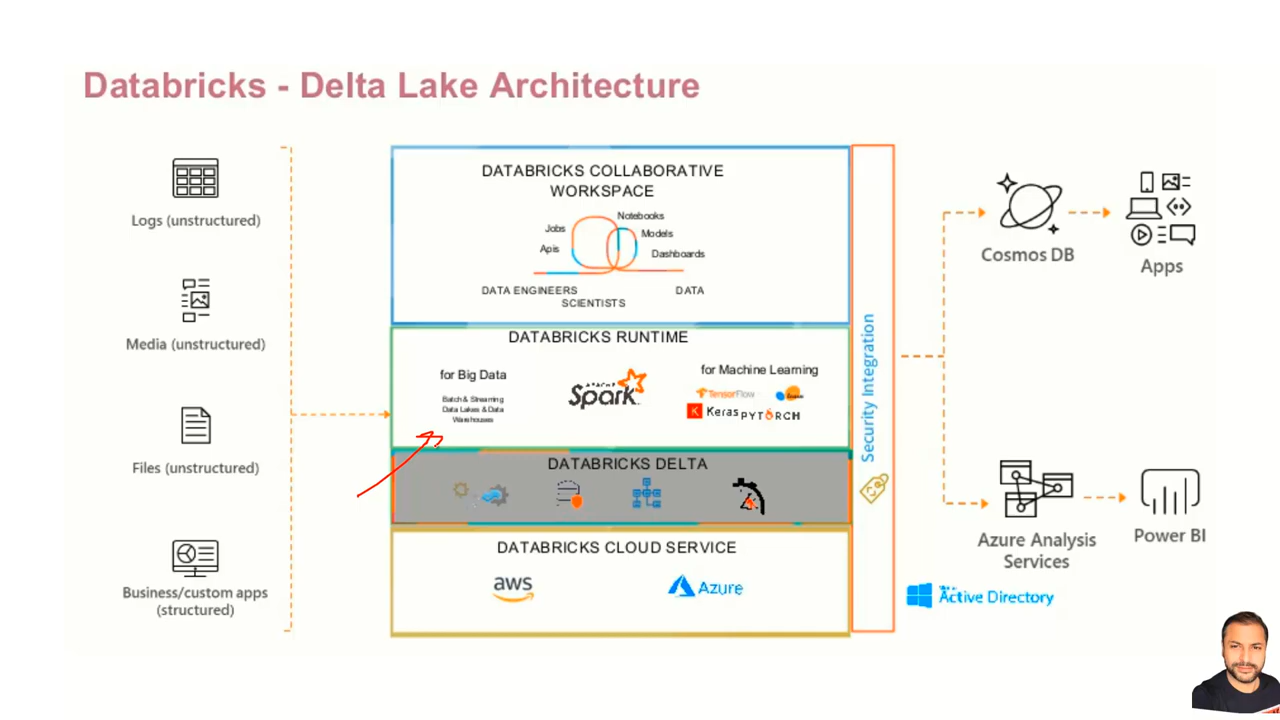 Databricks - Delta Lake Architecture
Logs (unstructured)
Media (unstructured)
Files (unstructured)
Business/custom apps
(structured)
DATABRICKS COLLABORATIVE
WORKSPACE
Notebooks
Jobs
Models
Apis
Dashboards
DATA ENGINEERS
DATA
SCIENTISTS
DATABRICKS RUNTIME
for Big Data
Batch & Streaming
Data Lakes & Data
Warehouses
APACHE
Spark
for Machine Learning
TensorFlow
learn
K Keras
PYTORCH
DATABRICKS DELTA
DATABRICKS CLOUD SERVICE
aws
Azure
Security Integration
Cosmos DB
Apps
Azure Analysis
Services
Power BI
Active Directory